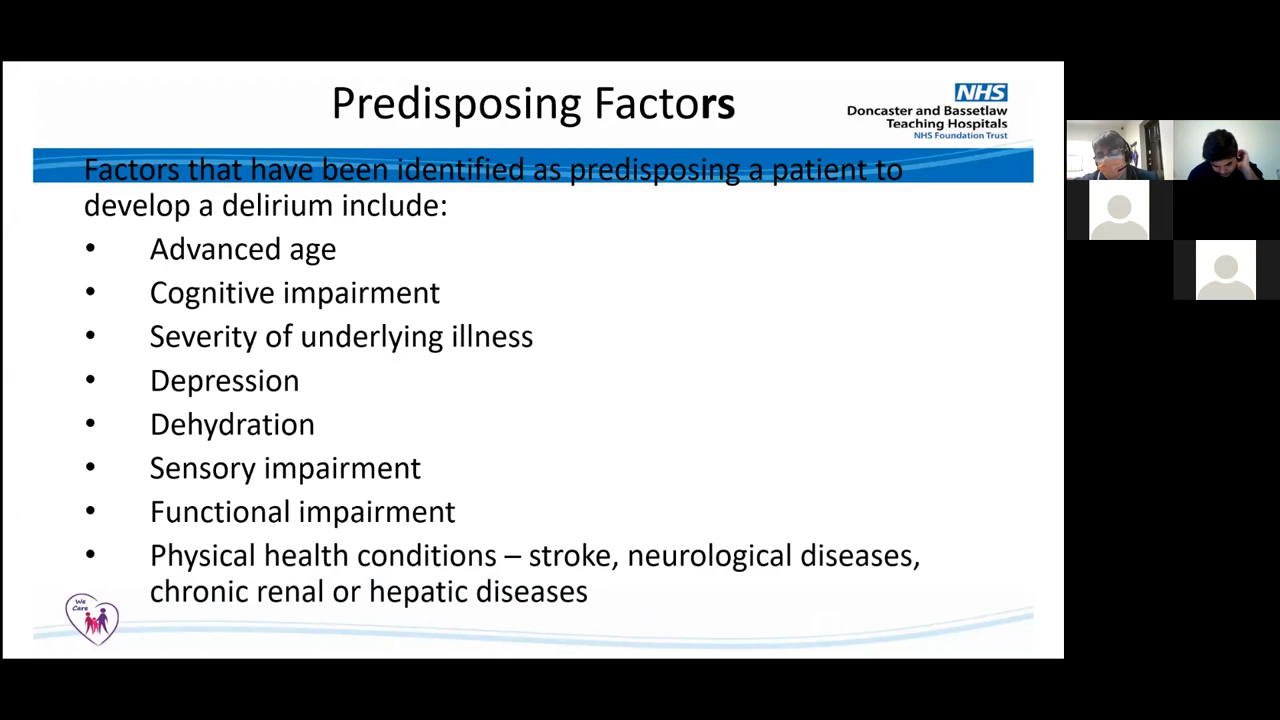 Predisposing Factors
NHS
Doncaster and Bassetlaw
Teaching Hospitals
NHS Foundation Trust
Factors that have been identified as predisposing a patient to
develop a delirium include:
• Advanced age
• Cognitive impairment
• Severity of underlying illness
• Depression
• Dehydration
• Sensory impairment
• Functional impairment
• Physical health conditions – stroke, neurological diseases,
chronic renal or hepatic diseases
We
Care